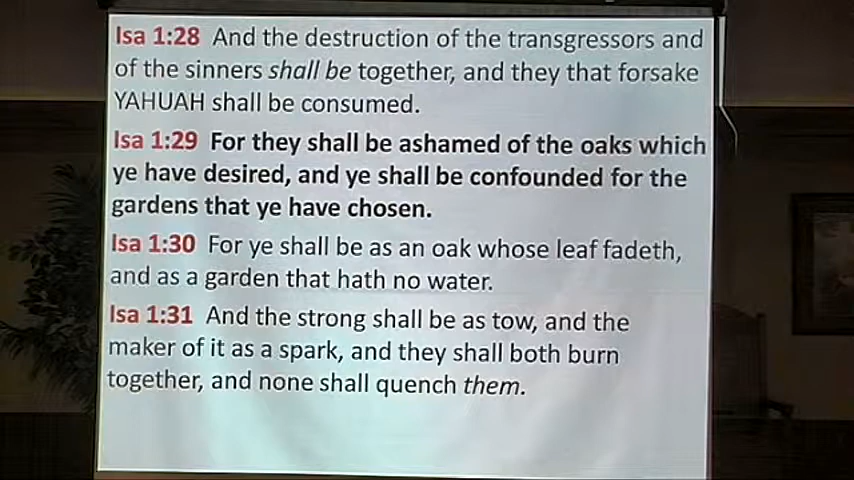 Isa 1:28 And the destruction of the transgressors and
of the sinners shall be together, and they that forsake
YAHUAH shall be consumed.
Isa 1:29 For they shall be ashamed of the oaks which
ye have desired, and ye shall be confounded for the
gardens that ye have chosen.
Isa 1:30 For ye shall be as an oak whose leaf fadeth,
and as a garden that hath no water.
Isa 1:31 And the strong shall be as tow, and the
maker of it as a spark, and they shall both burn
together, and none shall quench them.